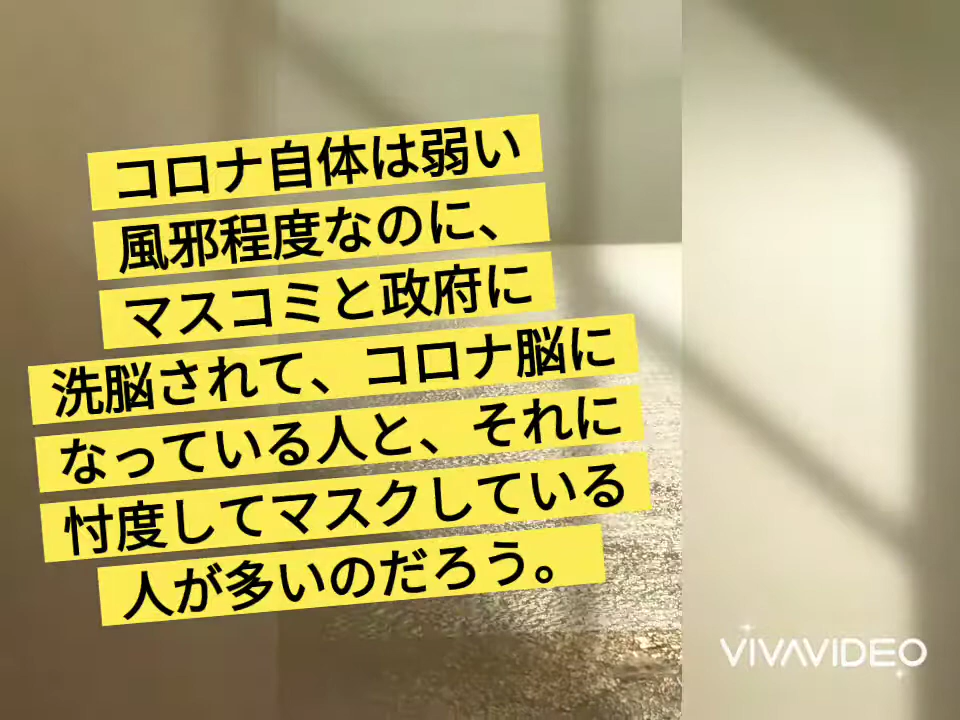 コロナ自体は弱い
風邪程度なのに、
マスコミと政府に
洗脳されて、コロナ脳に
なっている人と、それに
忖度してマスクしている
人が多いのだろう。
VIVAVIDEO